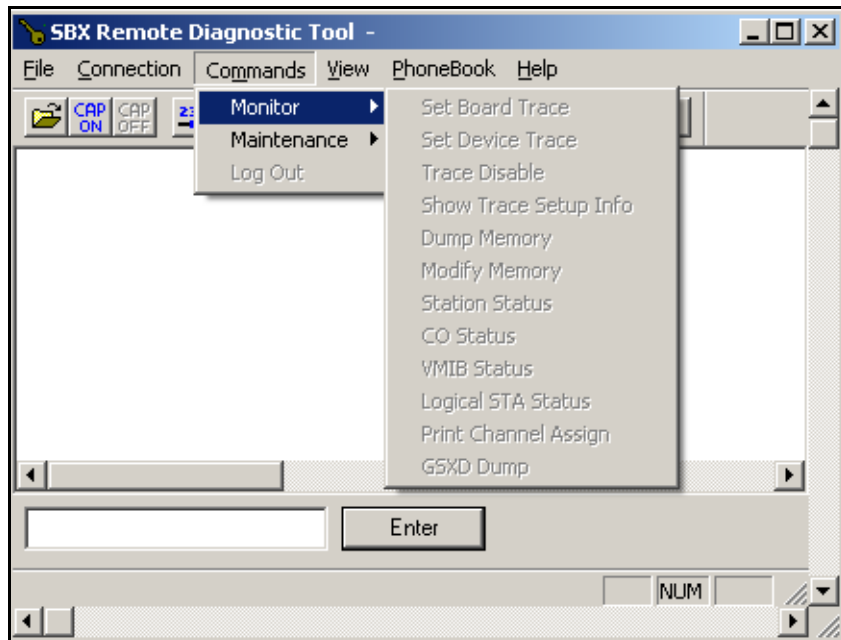 SBX Remote Diagnostic Tool -
File Connection Commands View PhoneBook Help
CAP ON
CAP OFF
Monitor
Maintenance
Log Out
Set Board Trace
Set Device Trace
Trace Disable
Show Trace Setup Info
Dump Memory
Modify Memory
Station Status
CO Status
VMIB Status
Logical STA Status
Print Channel Assign
GSXD Dump
Enter
NUM